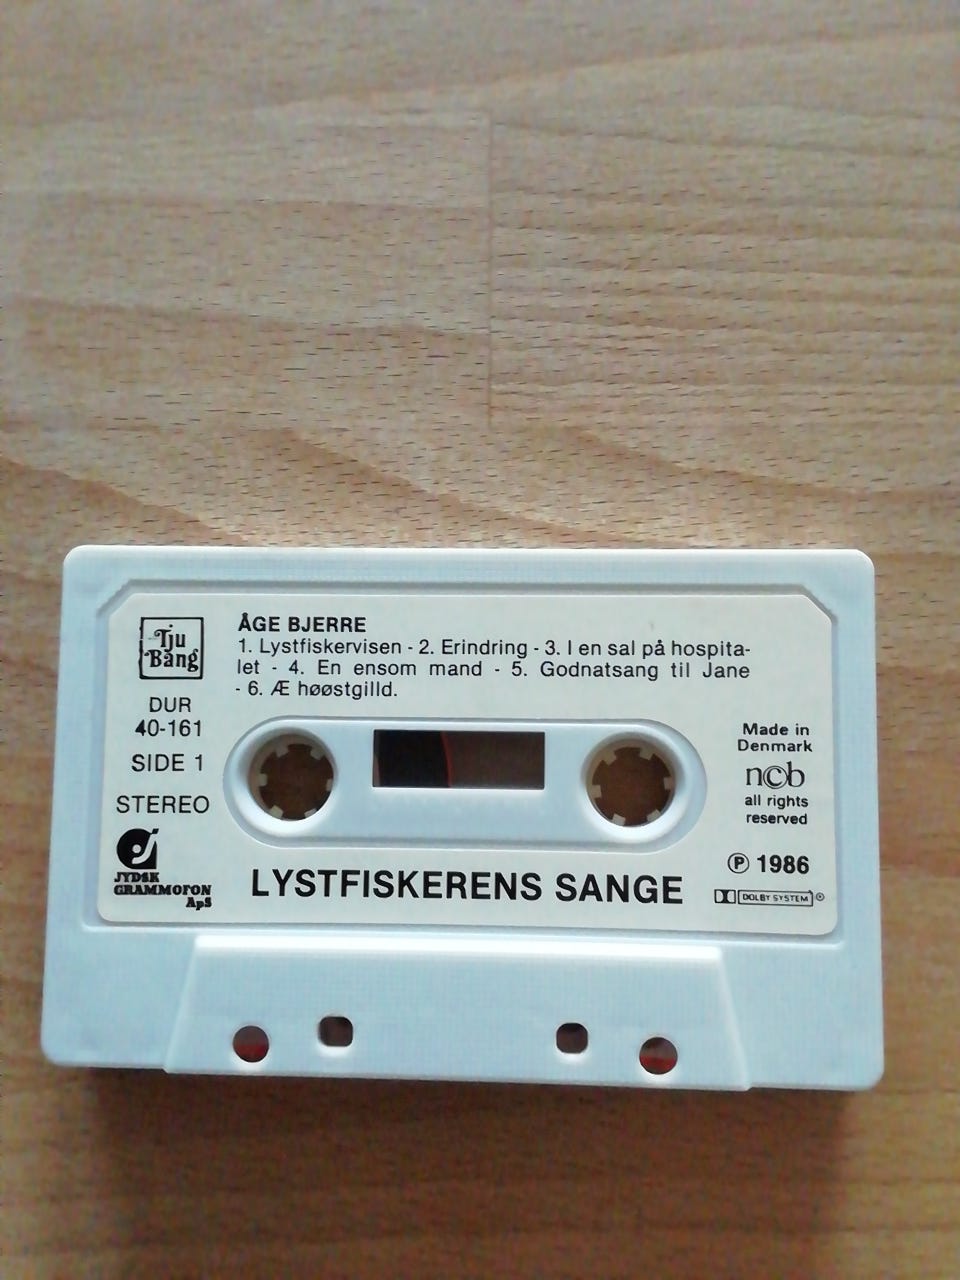 Tju
Bang
ÅGE BJERRE
1. Lystfiskervisen - 2. Erindring - 3. I en sal på hospita-
let - 4. En ensom mand - 5. Godnatsang til Jane
- 6. Æ høøstgilld.
DUR
40-161
SIDE 1
STEREO
JYDSK
GRAMMOFON
ApS
Made in
Denmark
ncb
all rights
reserved
Ⓟ 1986
DOLBY SYSTEM ®
LYSTFISKERENS SANGE